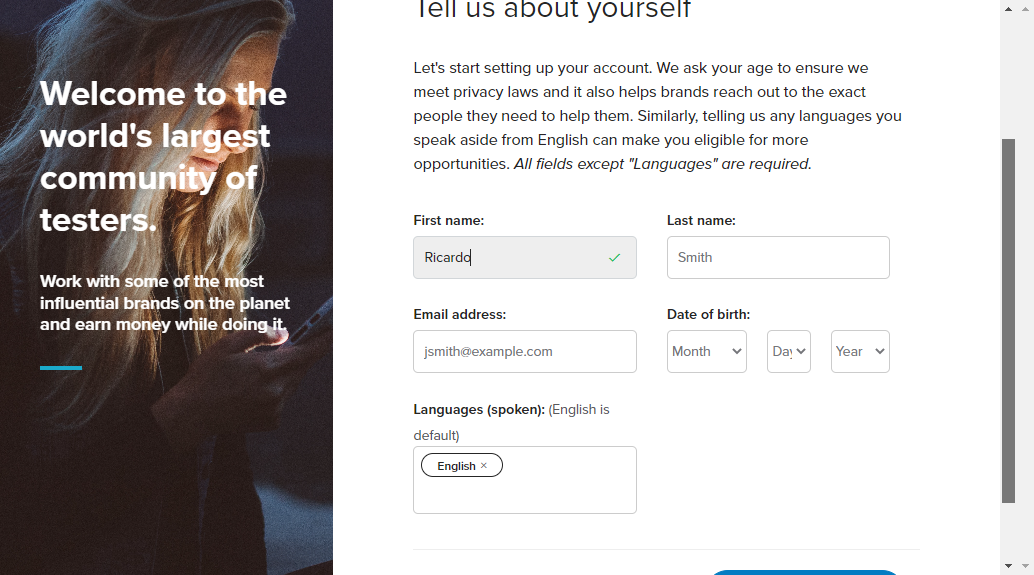 Welcome to the
world's largest
community of
testers.
Work with some of the most
influential brands on the planet
and earn money while doing it.
Tell us about yourself
Let's start setting up your account. We ask your age to ensure we
meet privacy laws and it also helps brands reach out to the exact
people they need to help them. Similarly, telling us any languages you
speak aside from English can make you eligible for more
opportunities. All fields except "Languages" are required.
First name:
Last name:
Ricardo
Smith
Email address:
Date of birth:
jsmith@example.com
Month
Day
Year
Languages (spoken): (English is
default)
English ×